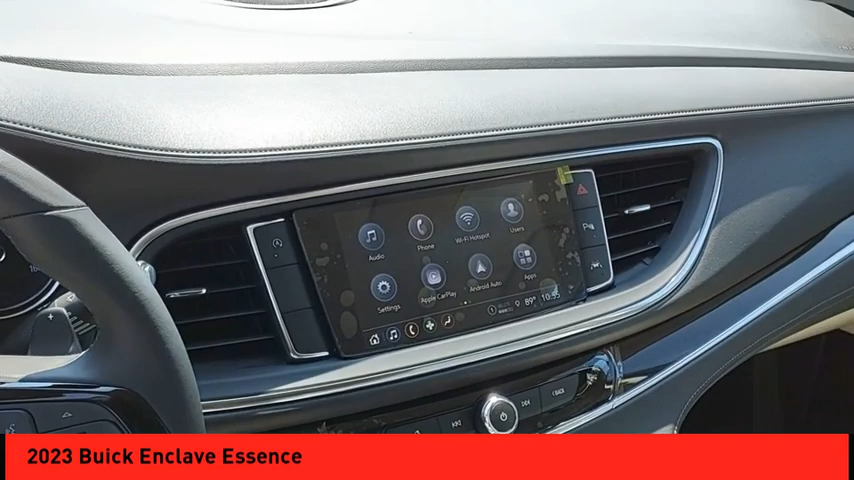 Audio
Phone
Wi-Fi Hotspot
Users
Settings
Apple CarPlay
Android Auto
Apps
89° 10:35
BACK
2023 Buick Enclave Essence